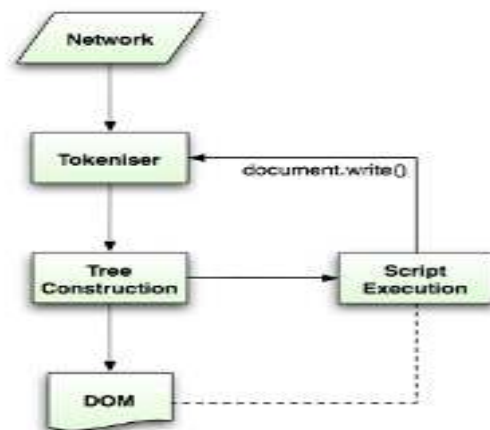 Network
Tokeniser
document.write()
Tree
Construction
Script
Execution
DOM